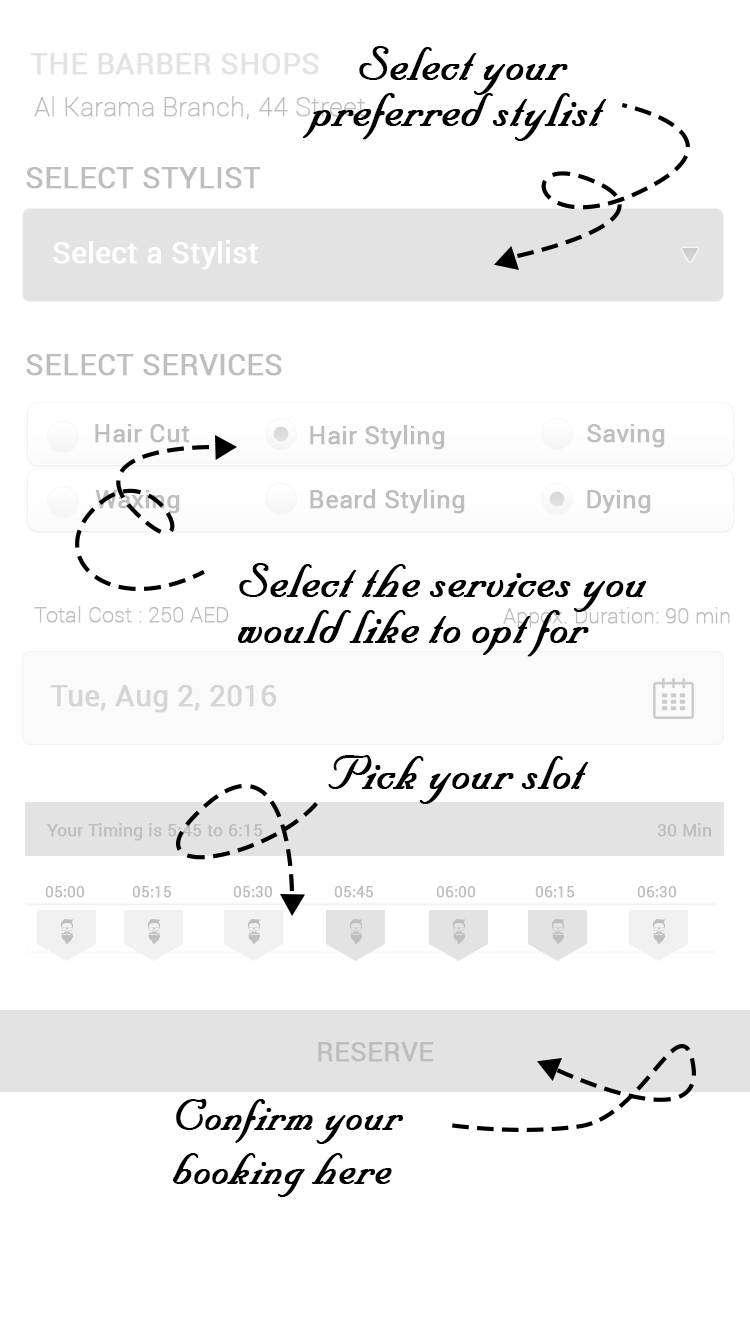 THE BARBER SHOPS
Select your
Al Karama Branch, 44 Street
preferred stylist
SELECT STYLIST
Select a Stylist
SELECT SERVICES
Hair Cut Hair Styling Saving
Waxing Beard Styling Dying
Select the services you
Total Cost : 250 AED Appox. Duration: 90 min
would like to opt for
Tue, Aug 2, 2016
Pick your slot
Your Timing is 5:45 to 6:15 30 Min
05:00 05:15 05:30 05:45 06:00 06:15 06:30
RESERVE
Confirm your
booking here